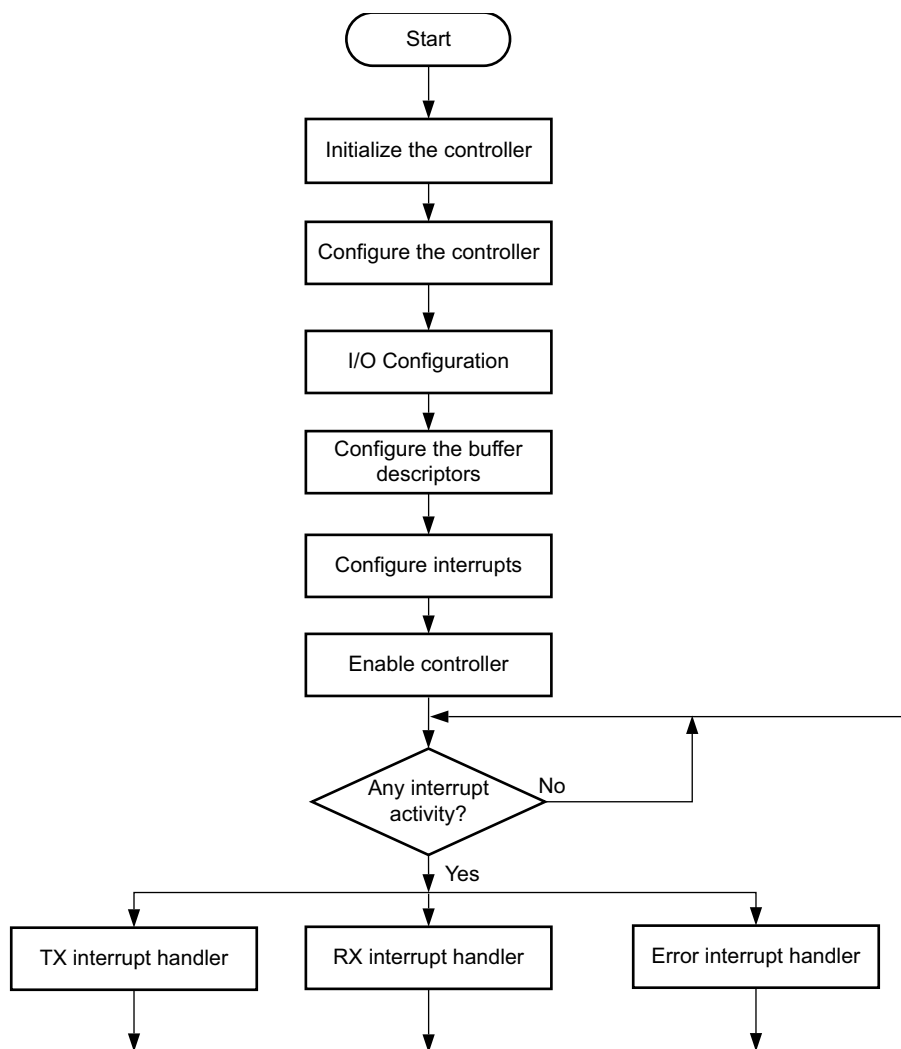 Start
Initialize the controller
Configure the controller
I/O Configuration
Configure the buffer
descriptors
Configure interrupts
Enable controller
Any interrupt
activity?
No
Yes
TX interrupt handler
RX interrupt handler
Error interrupt handler